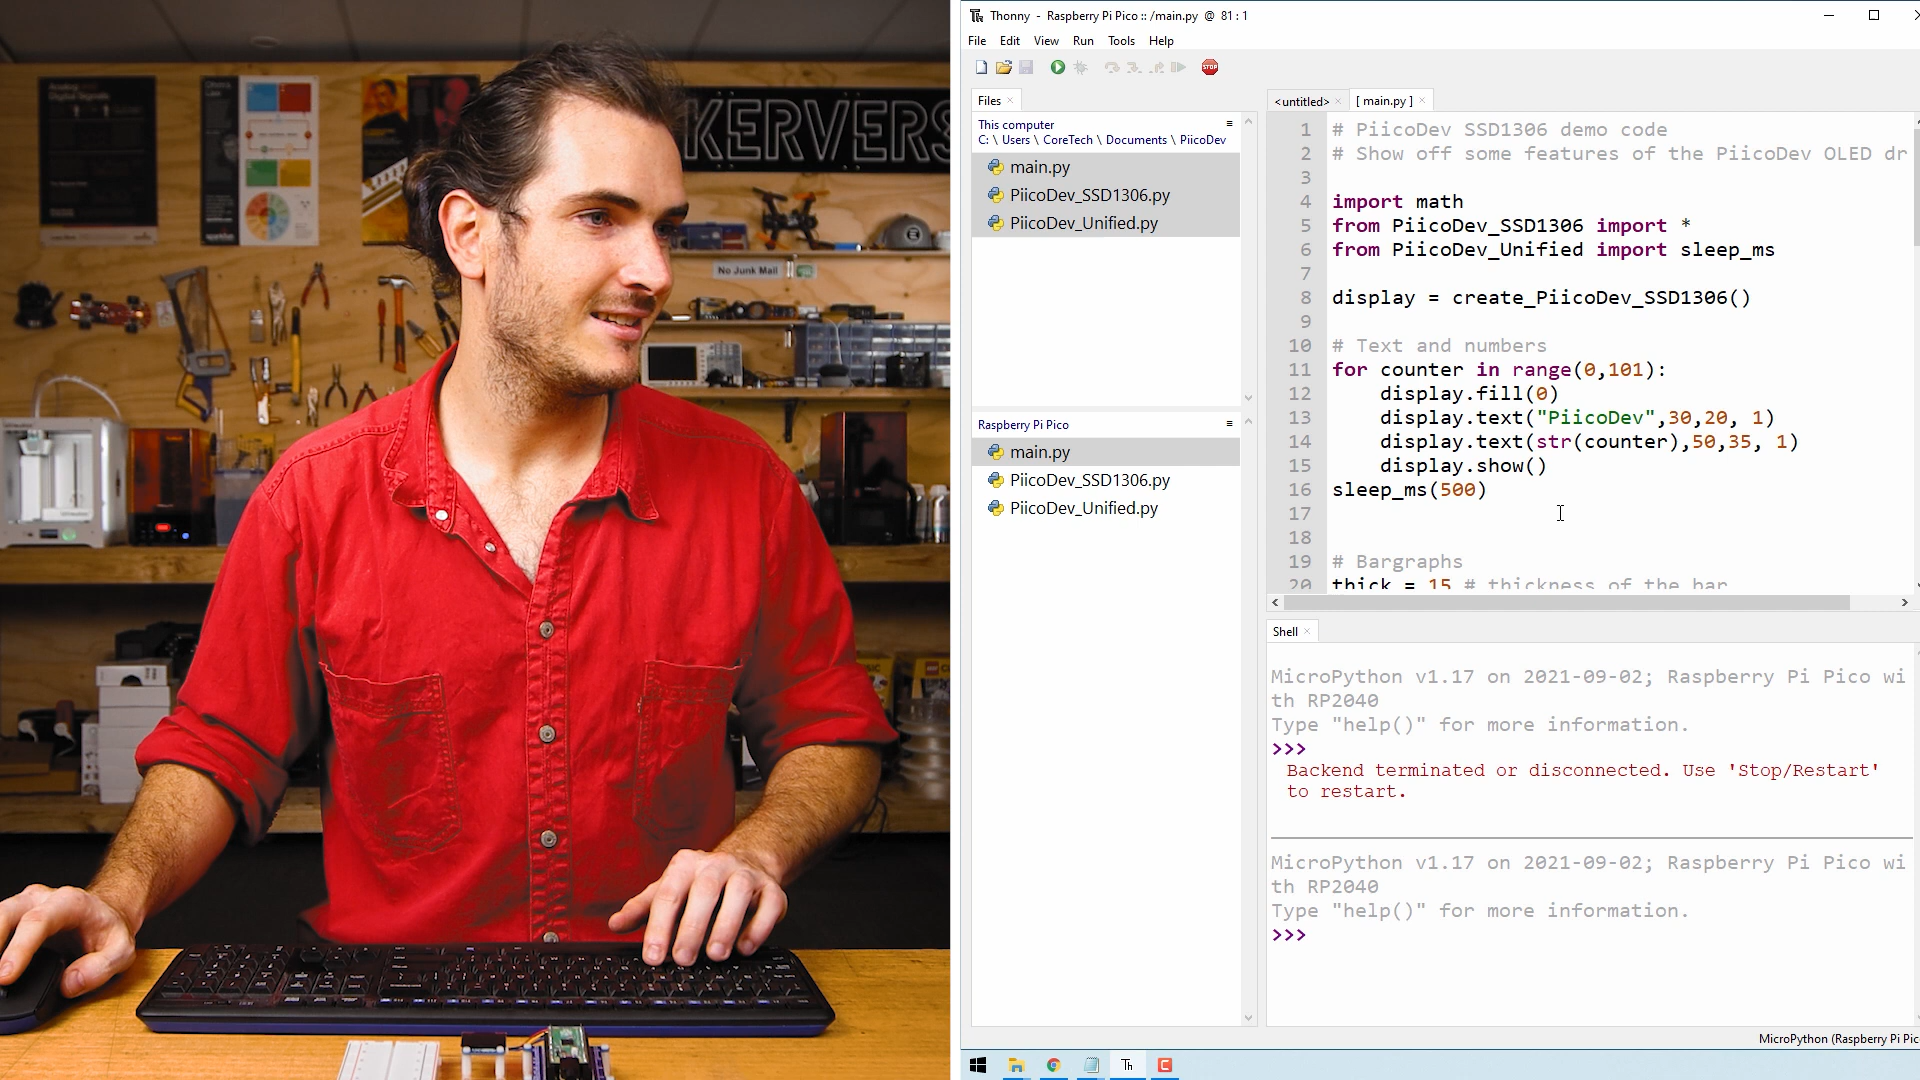 KERVERS
No Junk Mail
Thonny - Raspberry Pi Pico :: /main.py @ 81 : 1
File Edit View Run Tools Help
STOP
Files
<untitled>
[ main.py ]
This computer
C: \ Users \ CoreTech \ Documents \ PiicoDev
main.py
PiicoDev_SSD1306.py
PiicoDev_Unified.py
Raspberry Pi Pico
main.py
PiicoDev_SSD1306.py
PiicoDev_Unified.py
1 # PiicoDev SSD1306 demo code
2 # Show off some features of the PiicoDev OLED dr
3
4 import math
5 from PiicoDev_SSD1306 import *
6 from PiicoDev_Unified import sleep_ms
7
8 display = create_PiicoDev_SSD1306()
9
10 # Text and numbers
11 for counter in range(0,101):
12 display.fill(0)
13 display.text("PiicoDev",30,20, 1)
14 display.text(str(counter),50,35, 1)
15 display.show()
16 sleep_ms(500)
17
18
19 # Bargraphs
20 thick = 15 # thickness of the bar
Shell
MicroPython v1.17 on 2021-09-02; Raspberry Pi Pico wi
th RP2040
Type "help()" for more information.
>>>
Backend terminated or disconnected. Use 'Stop/Restart'
to restart.
MicroPython v1.17 on 2021-09-02; Raspberry Pi Pico wi
th RP2040
Type "help()" for more information.
>>>
MicroPython (Raspberry Pi Pic
Th